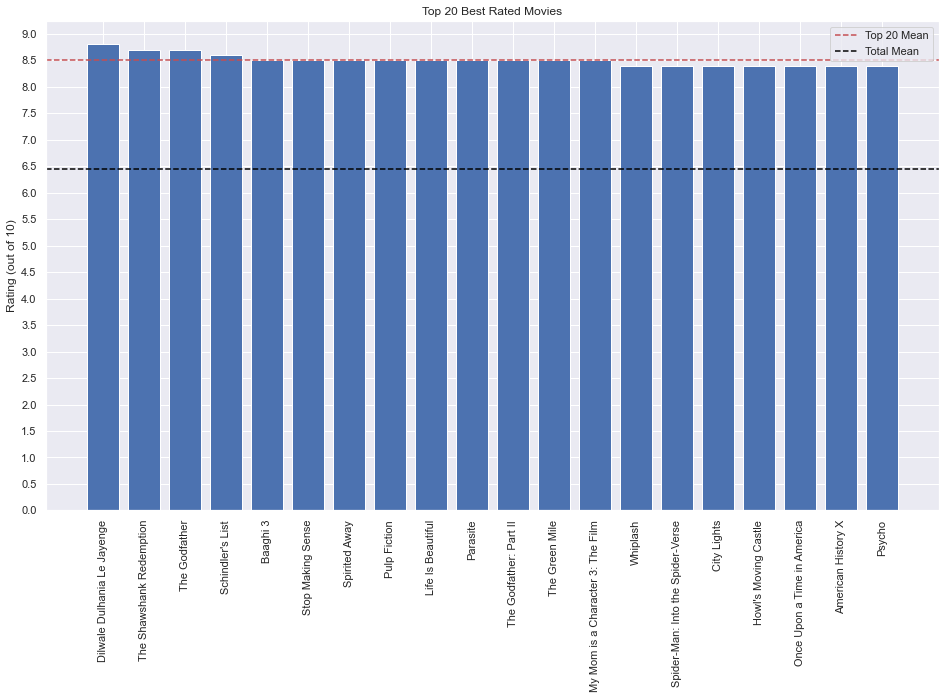 Top 20 Best Rated Movies
Top 20 Mean
Total Mean
Rating (out of 10)
9.0
8.5
8.0
7.5
7.0
6.5
6.0
5.5
5.0
4.5
4.0
3.5
3.0
2.5
2.0
1.5
1.0
0.5
0.0
Dilwale Dulhania Le Jayenge
The Shawshank Redemption
The Godfather
Schindler's List
Baaghi 3
Stop Making Sense
Spirited Away
Pulp Fiction
Life Is Beautiful
Parasite
The Godfather: Part II
The Green Mile
My Mom is a Character 3: The Film
Whiplash
Spider-Man: Into the Spider-Verse
City Lights
Howl's Moving Castle
Once Upon a Time in America
American History X
Psycho